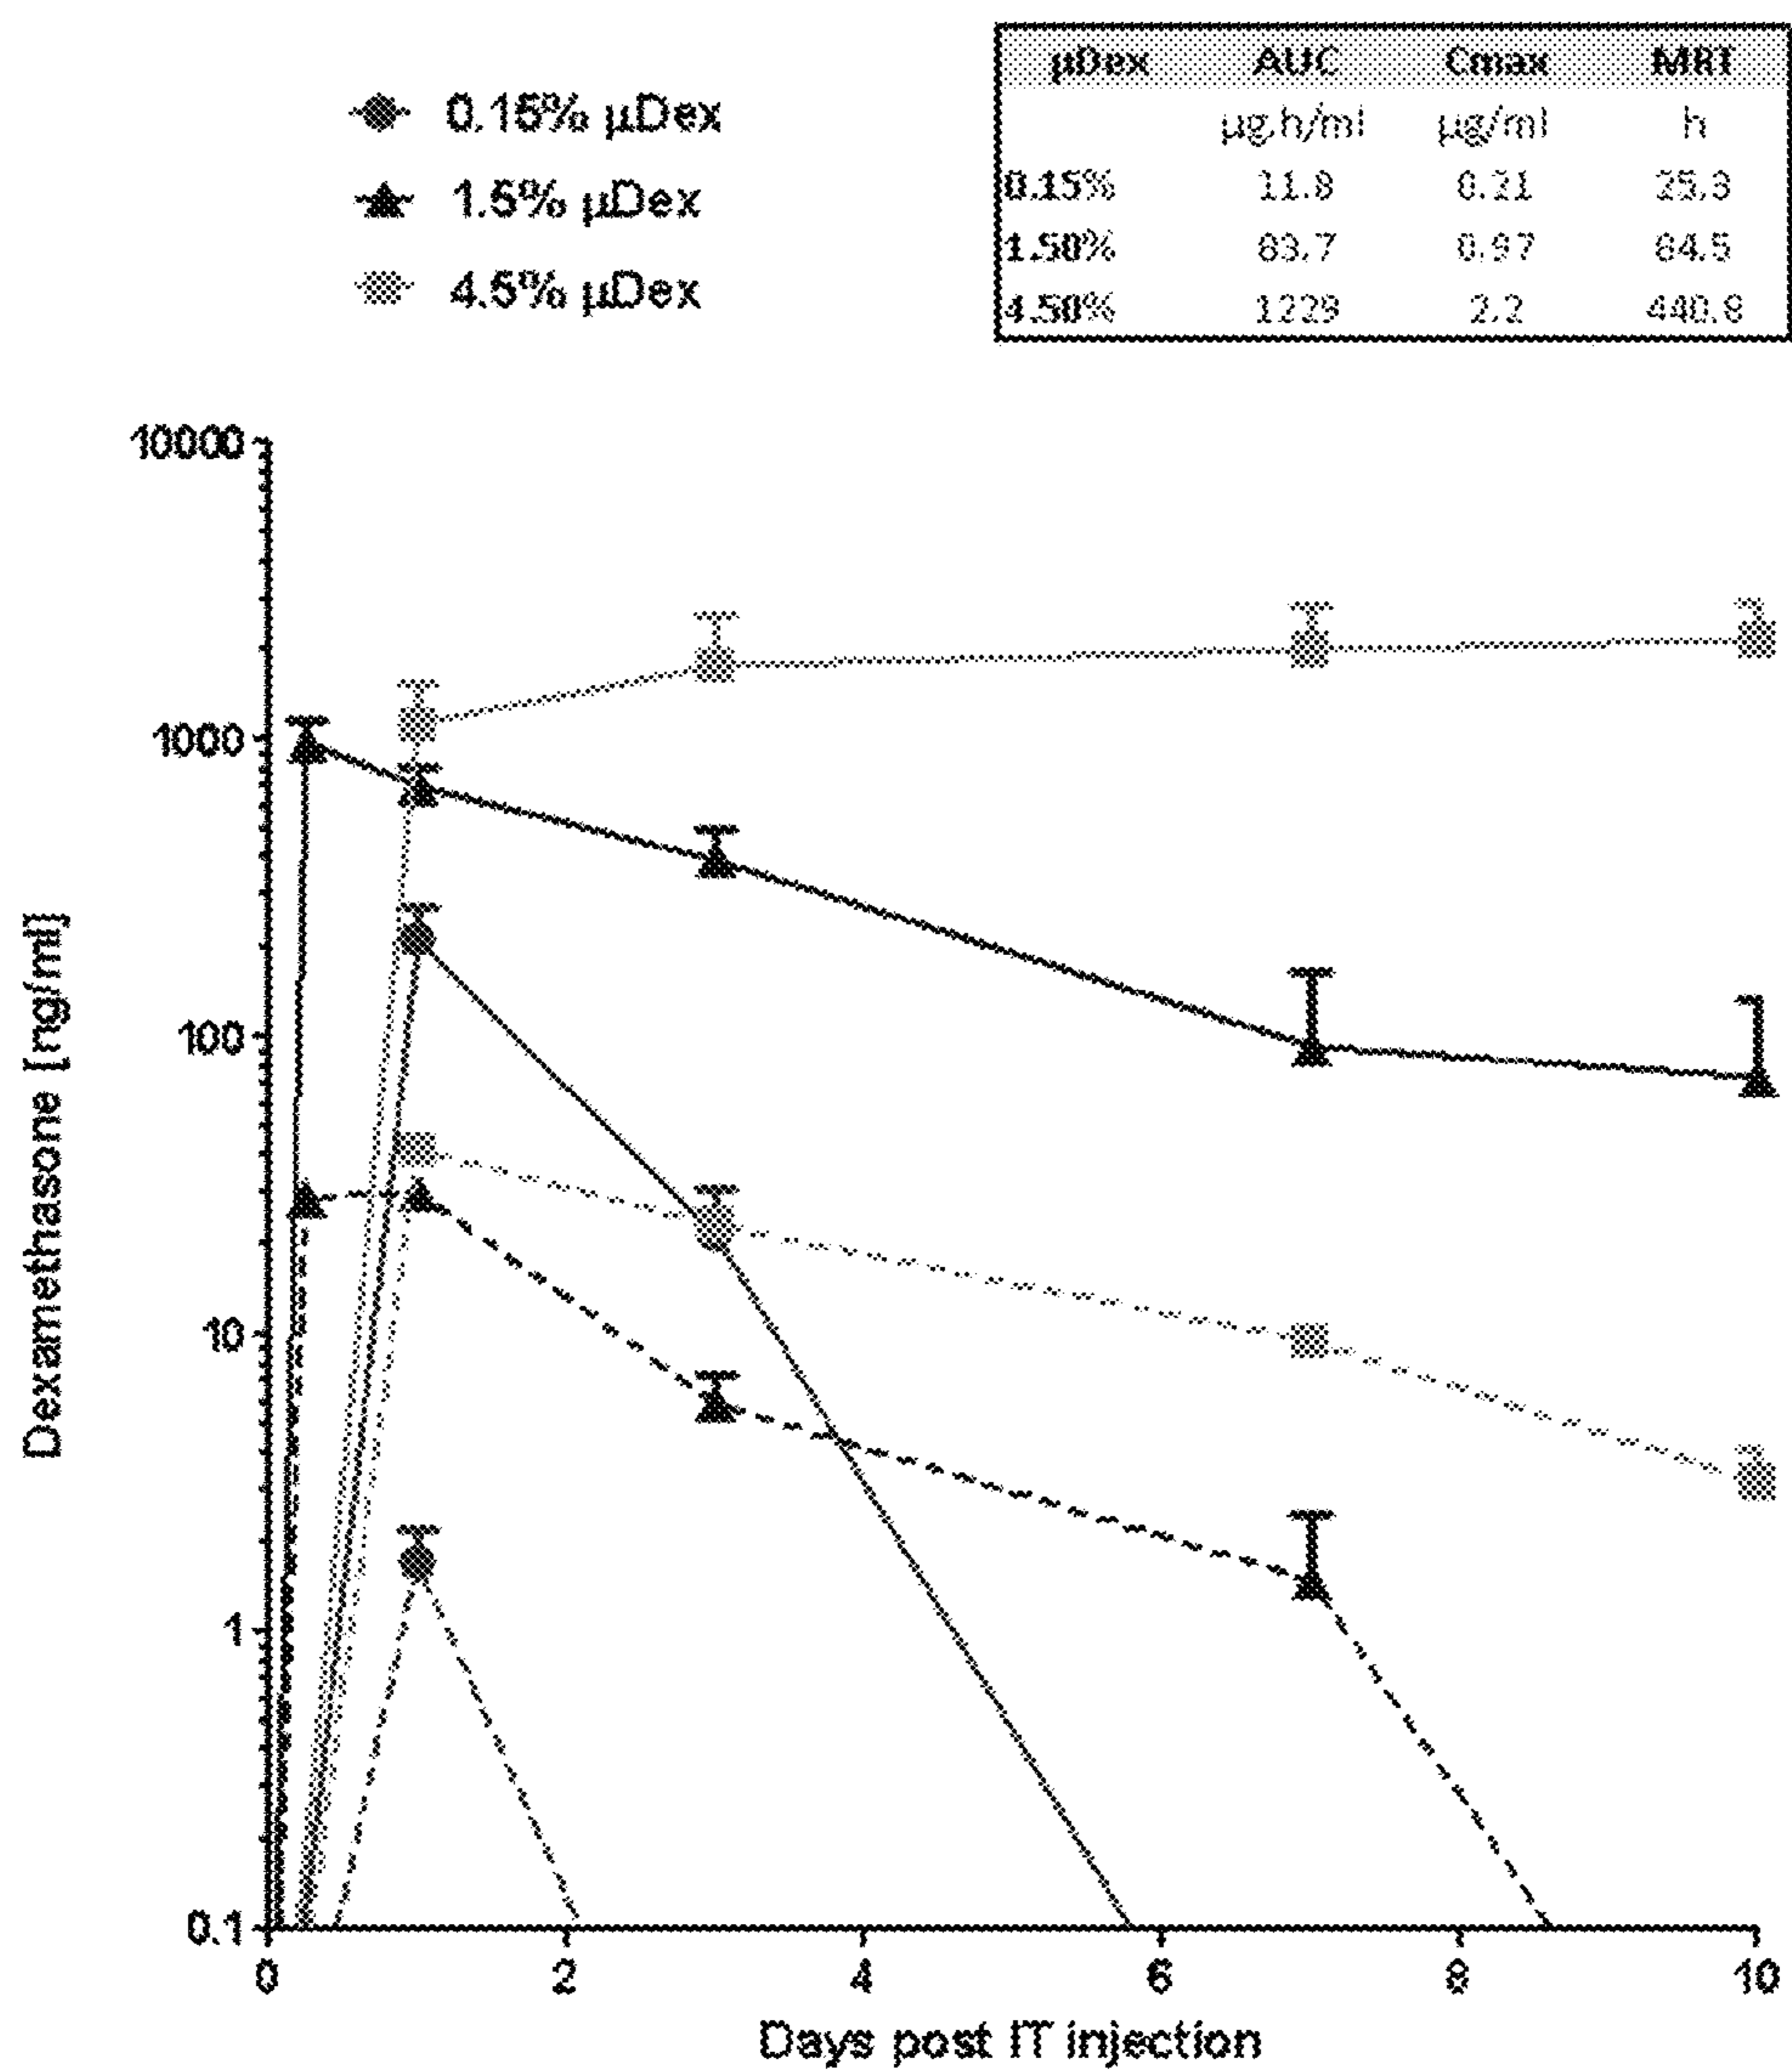 µDex AUC Cmax MRT
µg.h/ml µg/ml h
0.15% 11.8 0.21 25.3
1.50% 83.7 0.97 84.5
4.50% 1229 2.2 440.8
0.15% µDex
1.5% µDex
4.5% µDex
10000
1000
100
10
1
0.1
Dexamethasone [ng/ml]
0 2 4 6 8 10
Days post IT injection